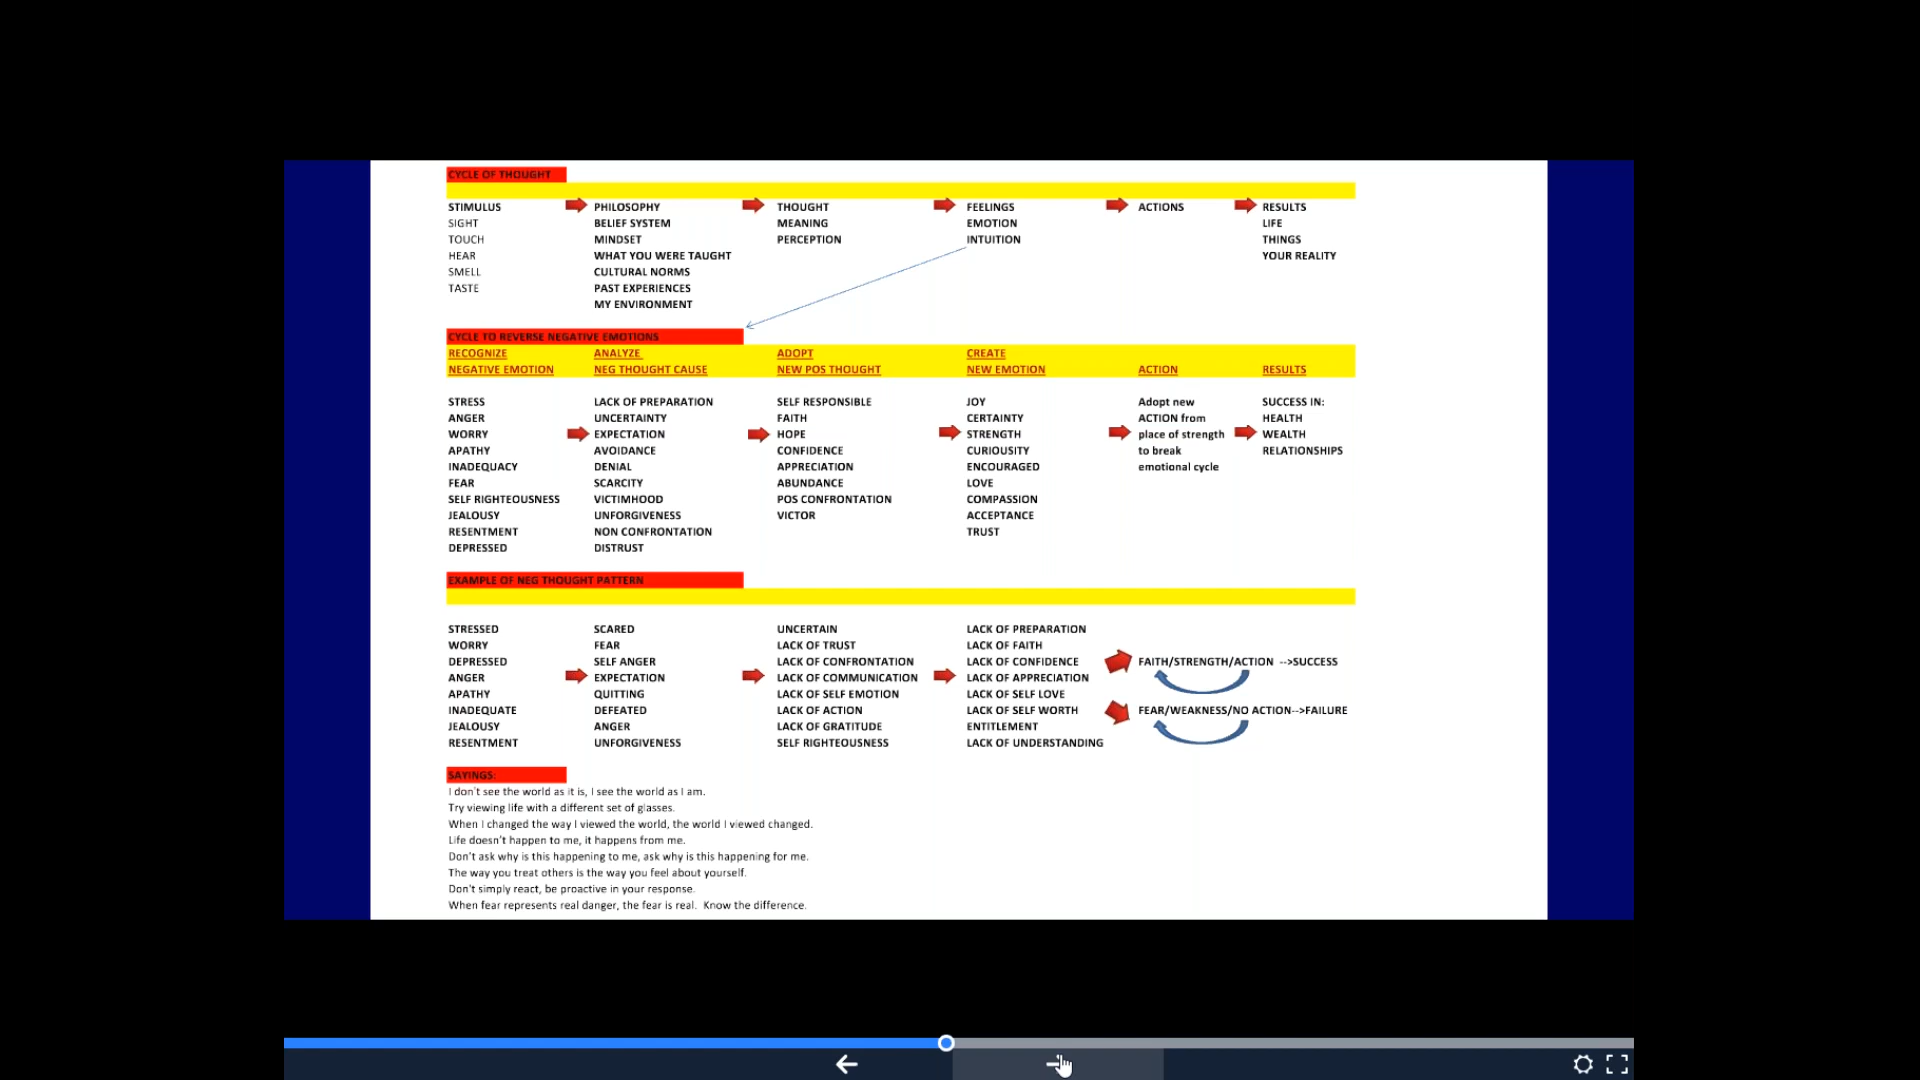 CYCLE OF THOUGHT
STIMULUS PHILOSOPHY THOUGHT FEELINGS ACTIONS RESULTS
SIGHT BELIEF SYSTEM MEANING EMOTION LIFE
TOUCH MINDSET PERCEPTION INTUITION THINGS
HEAR WHAT YOU WERE TAUGHT YOUR REALITY
SMELL CULTURAL NORMS
TASTE PAST EXPERIENCES
MY ENVIRONMENT
CYCLE TO REVERSE NEGATIVE EMOTIONS
RECOGNIZE ANALYZE ADOPT CREATE
NEGATIVE EMOTION NEG THOUGHT CAUSE NEW POS THOUGHT NEW EMOTION ACTION RESULTS
STRESS LACK OF PREPARATION SELF RESPONSIBLE JOY Adopt new SUCCESS IN:
ANGER UNCERTAINTY FAITH CERTAINTY ACTION from HEALTH
WORRY EXPECTATION HOPE STRENGTH place of strength WEALTH
APATHY AVOIDANCE CONFIDENCE CURIOUSITY to break RELATIONSHIPS
INADEQUACY DENIAL APPRECIATION ENCOURAGED emotional cycle
FEAR SCARCITY ABUNDANCE LOVE
SELF RIGHTEOUSNESS VICTIMHOOD POS CONFRONTATION COMPASSION
JEALOUSY UNFORGIVENESS VICTOR ACCEPTANCE
RESENTMENT NON CONFRONTATION TRUST
DEPRESSED DISTRUST
EXAMPLE OF NEG THOUGHT PATTERN
STRESSED SCARED UNCERTAIN LACK OF PREPARATION
WORRY FEAR LACK OF TRUST LACK OF FAITH
DEPRESSED SELF ANGER LACK OF CONFRONTATION LACK OF CONFIDENCE FAITH/STRENGTH/ACTION -->SUCCESS
ANGER EXPECTATION LACK OF COMMUNICATION LACK OF APPRECIATION
APATHY QUITTING LACK OF SELF EMOTION LACK OF SELF LOVE
INADEQUATE DEFEATED LACK OF ACTION LACK OF SELF WORTH FEAR/WEAKNESS/NO ACTION-->FAILURE
JEALOUSY ANGER LACK OF GRATITUDE ENTITLEMENT
RESENTMENT UNFORGIVENESS SELF RIGHTEOUSNESS LACK OF UNDERSTANDING
SAYINGS:
I don't see the world as it is, I see the world as I am.
Try viewing life with a different set of glasses.
When I changed the way I viewed the world, the world I viewed changed.
Life doesn't happen to me, it happens from me.
Don't ask why is this happening to me, ask why is this happening for me.
The way you treat others is the way you feel about yourself.
Don't simply react, be proactive in your response.
When fear represents real danger, the fear is real. Know the difference.